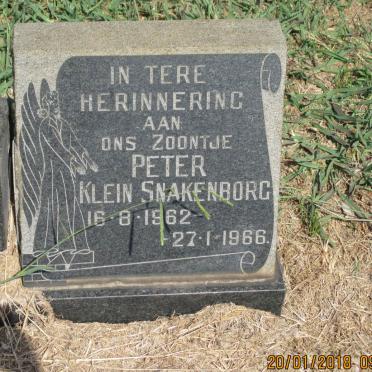 IN TERE
HERINNERING
AAN
ONS ZOONTJE
PETER
KLEIN SNAKENBORG
16-8-1962
27-1-1966.
20/01/2018 09